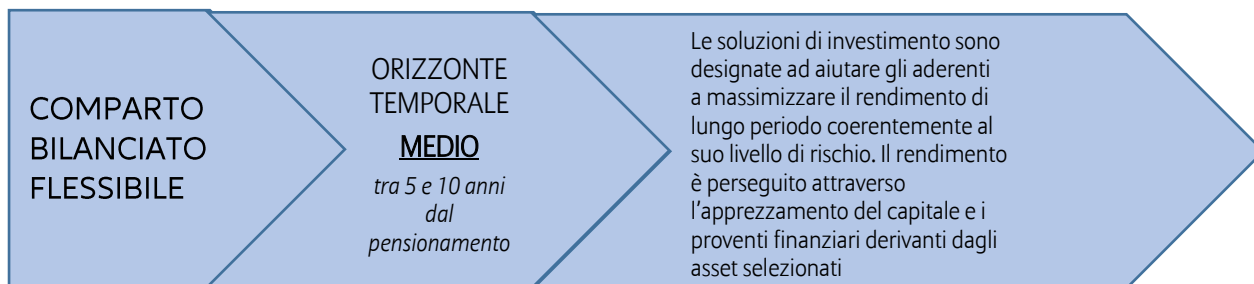 COMPARTO
BILANCIATO
FLESSIBILE
ORIZZONTE
TEMPORALE
MEDIO
tra 5 e 10 anni
dal
pensionamento
Le soluzioni di investimento sono
designate ad aiutare gli aderenti
a massimizzare il rendimento di
lungo periodo coerentemente al
suo livello di rischio. Il rendimento
è perseguito attraverso
l’apprezzamento del capitale e i
proventi finanziari derivanti dagli
asset selezionati